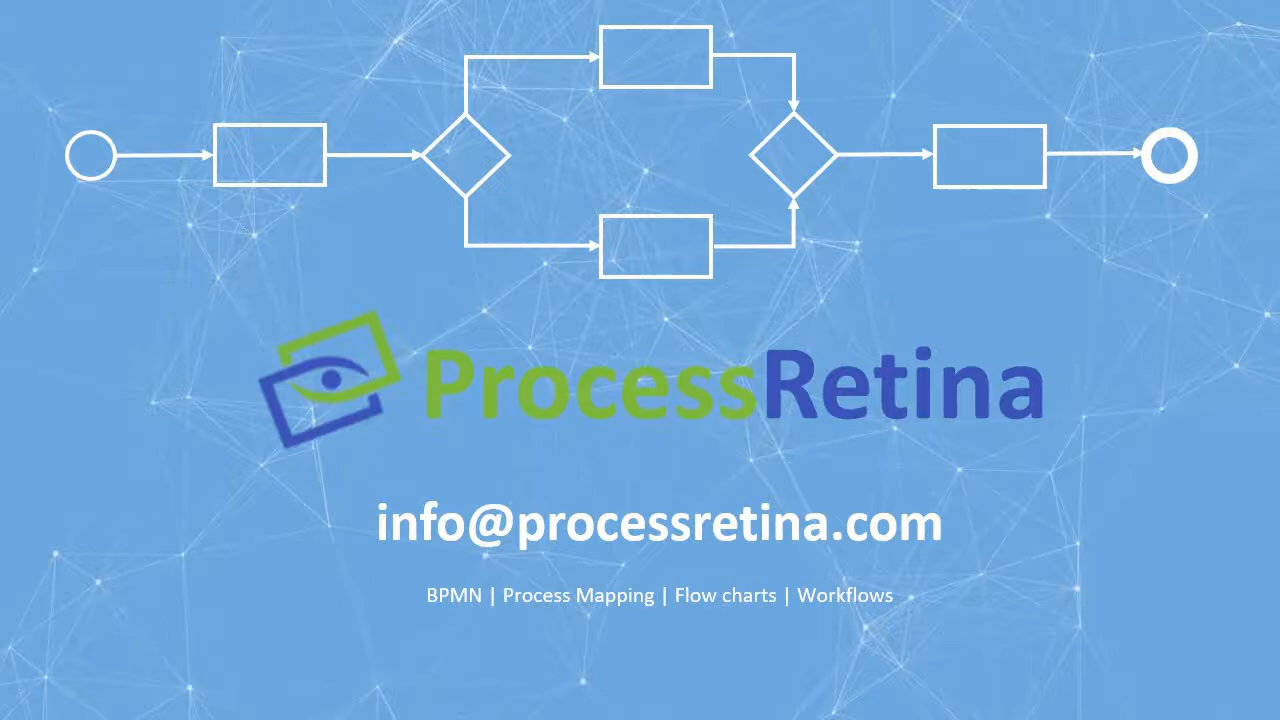 ProcessRetina
info@processretina.com
BPMN | Process Mapping | Flow charts | Workflows